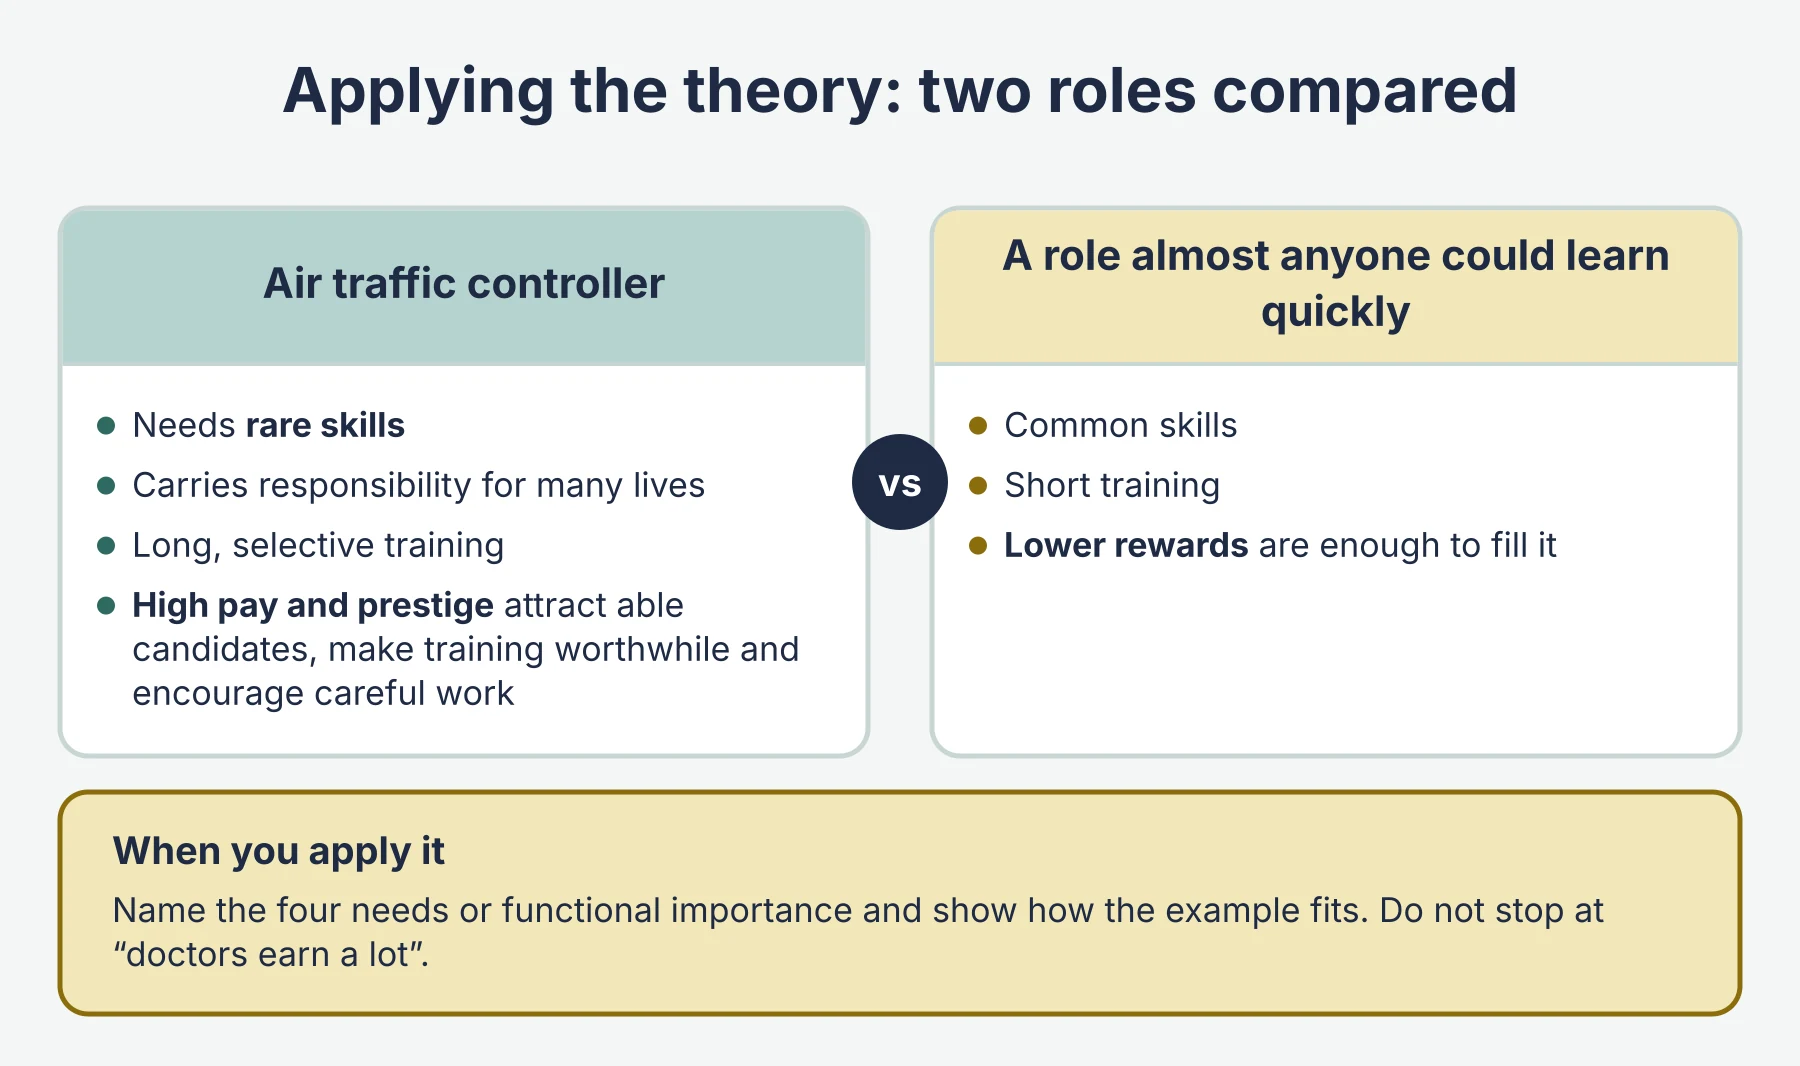 Applying the theory: two roles compared
Air traffic controller
Needs rare skills
Carries responsibility for many lives
Long, selective training
High pay and prestige attract able
candidates, make training worthwhile and
encourage careful work
vs
A role almost anyone could learn
quickly
Common skills
Short training
Lower rewards are enough to fill it
When you apply it
Name the four needs or functional importance and show how the example fits. Do not stop at
“doctors earn a lot”.